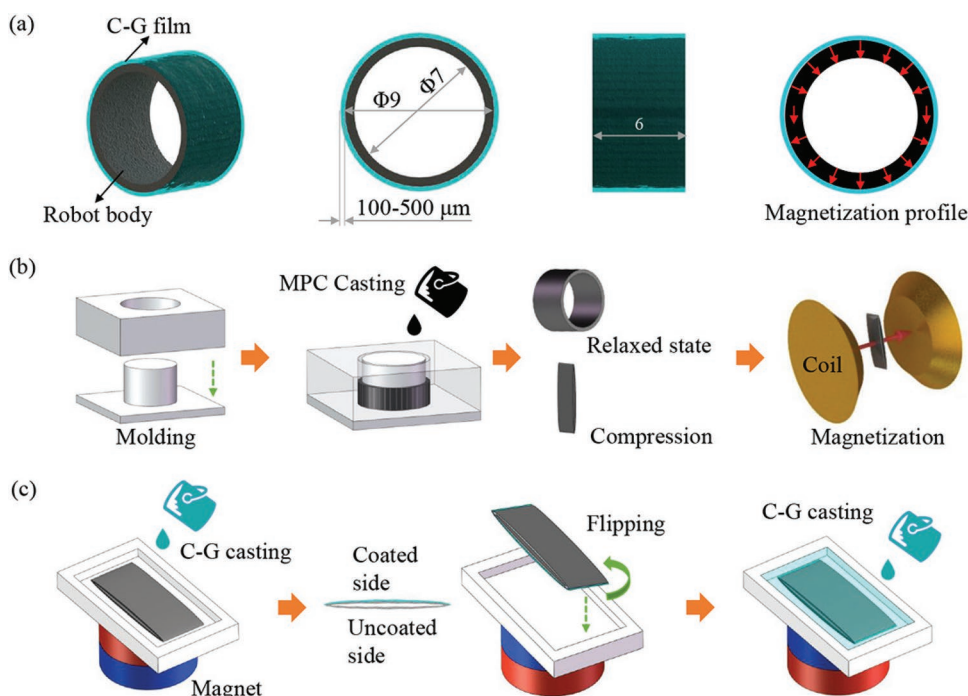 (a)
C-G film
Robot body
Φ9
Φ7
100-500 μm
6
Magnetization profile
(b)
Molding
MPC Casting
Relaxed state
Compression
Coil
Magnetization
(c)
C-G casting
Magnet
Coated
side
Uncoated
side
Flipping
C-G casting